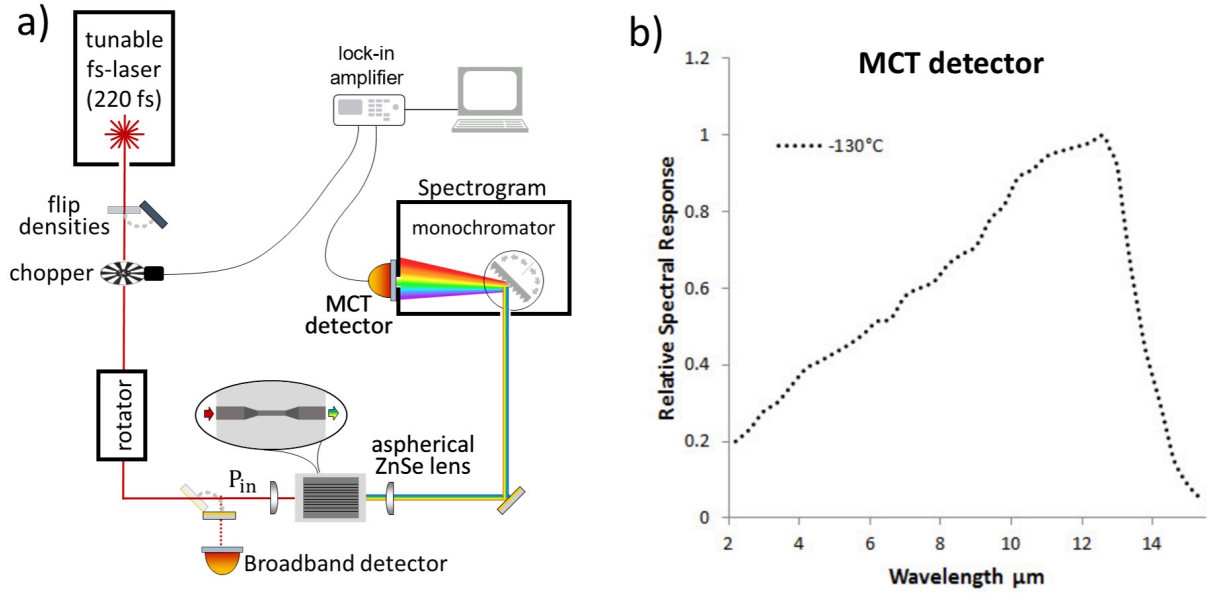 a)
tunable
fs-laser
(220 fs)
lock-in
amplifier
flip
densities
chopper
Spectrogram
monochromator
MCT
detector
rotator
aspherical
ZnSe lens
Pin
Broadband detector
b)
MCT detector
-130°C
Relative Spectral Response
1.2
1
0.8
0.6
0.4
0.2
0
2 4 6 8 10 12 14
Wavelength µm